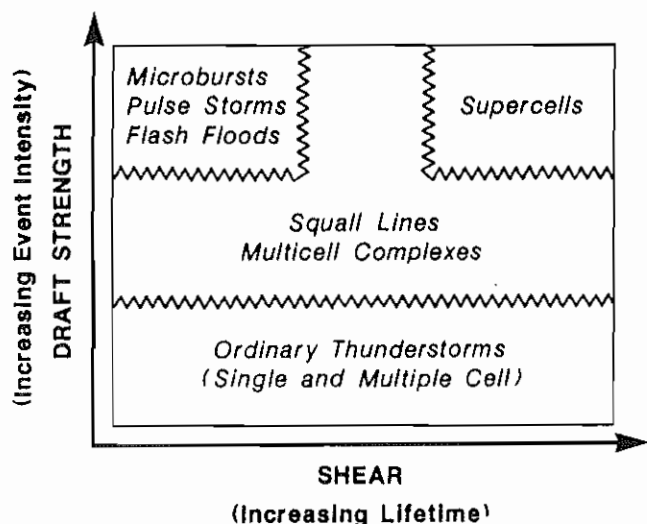 (Increasing Event Intensity)
DRAFT STRENGTH
Microbursts
Pulse Storms
Flash Floods
Supercells
Squall Lines
Multicell Complexes
Ordinary Thunderstorms
(Single and Multiple Cell)
SHEAR
(Increasing Lifetime)